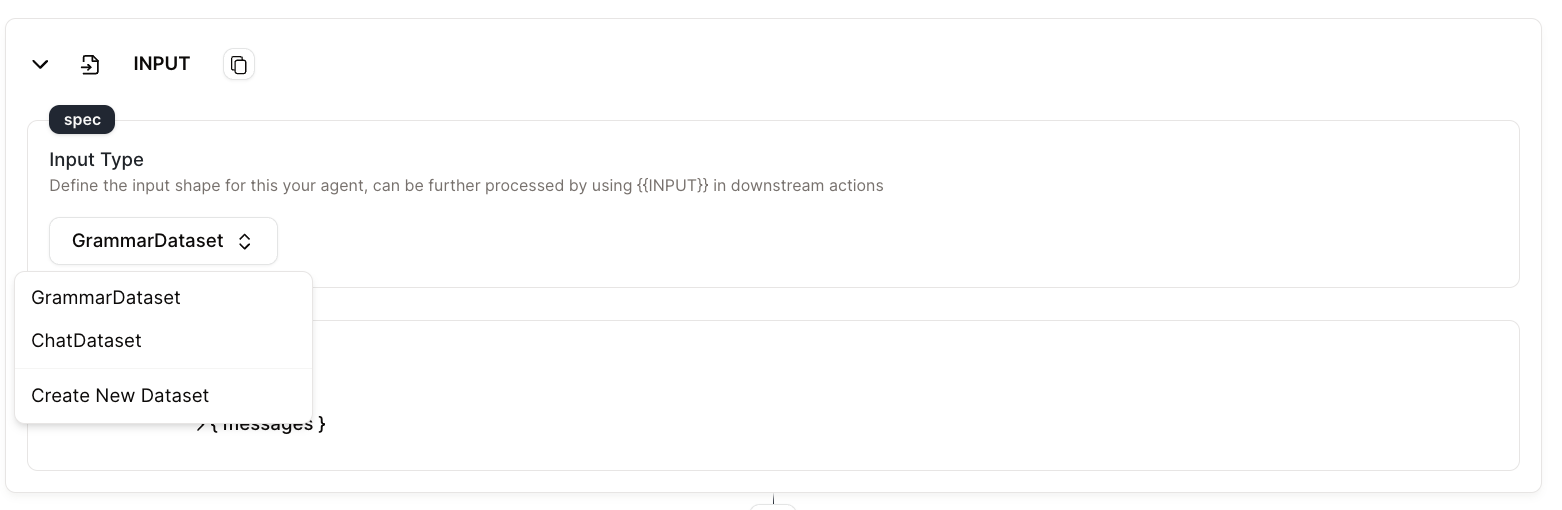 INPUT
spec
Input Type
Define the input shape for this your agent, can be further processed by using {{INPUT}} in downstream actions
GrammarDataset
GrammarDataset
ChatDataset
Create New Dataset
{ messages }